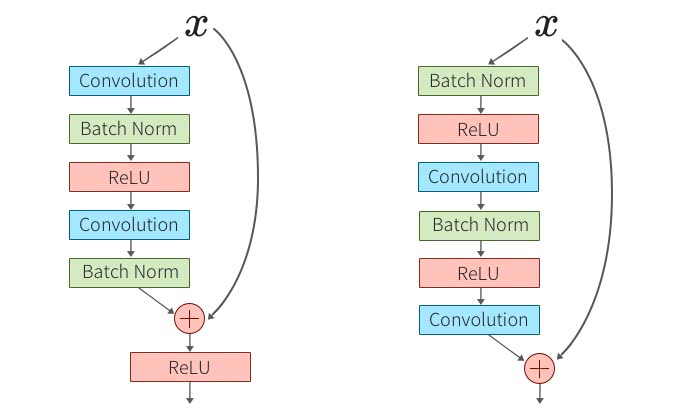 x
Convolution
Batch Norm
ReLU
Convolution
Batch Norm
+
ReLU
x
Batch Norm
ReLU
Convolution
Batch Norm
ReLU
Convolution
+